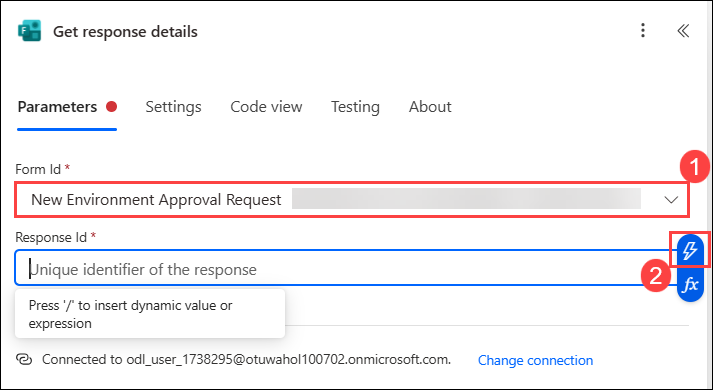 Get response details
Parameters
Settings
Code view
Testing
About
1
Form Id *
New Environment Approval Request
Response Id *
2
Unique identifier of the response
fx
Press '/' to insert dynamic value or
expression
Connected to odl_user_1738295@otuwahol100702.onmicrosoft.com.
Change connection